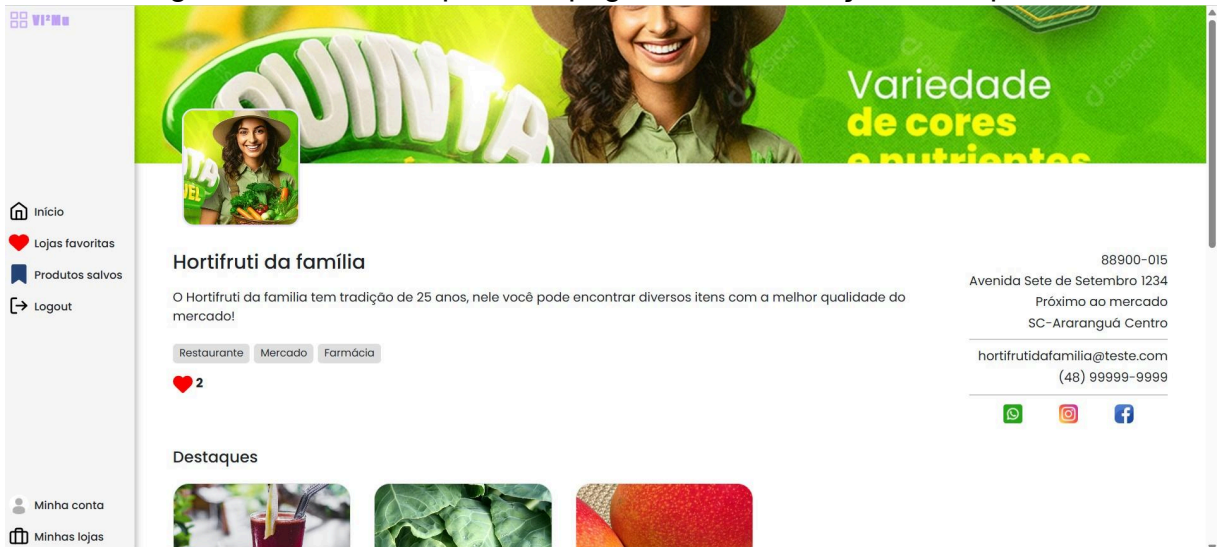 QUINTA
Variedade
de cores
e nutrientes
DESIGNI
Início
Lojas favoritas
Produtos salvos
Logout
Hortifruti da família
O Hortifruti da familia tem tradição de 25 anos, nele você pode encontrar diversos itens com a melhor qualidade do
mercado!
Restaurante Mercado Farmácia
2
88900-015
Avenida Sete de Setembro 1234
Próximo ao mercado
SC-Araranguá Centro
hortifrutidafamilia@teste.com
(48) 99999-9999
Destaques
Minha conta
Minhas lojas